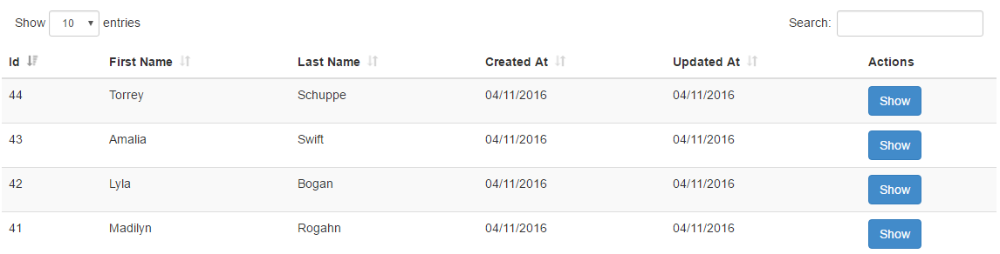 Show 10 entries Search:
Id First Name Last Name Created At Updated At Actions
44 Torrey Schuppe 04/11/2016 04/11/2016 Show
43 Amalia Swift 04/11/2016 04/11/2016 Show
42 Lyla Bogan 04/11/2016 04/11/2016 Show
41 Madilyn Rogahn 04/11/2016 04/11/2016 Show